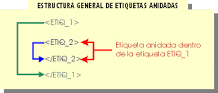 ESTRUCTURA GENERAL DE ETIQUETAS ANIDADAS
<ETIQ_1>
<ETIQ_2>
</ETIQ_2>
</ETIQ_1>
Etiqueta anidada dentro
de la etiqueta ETIQ_1